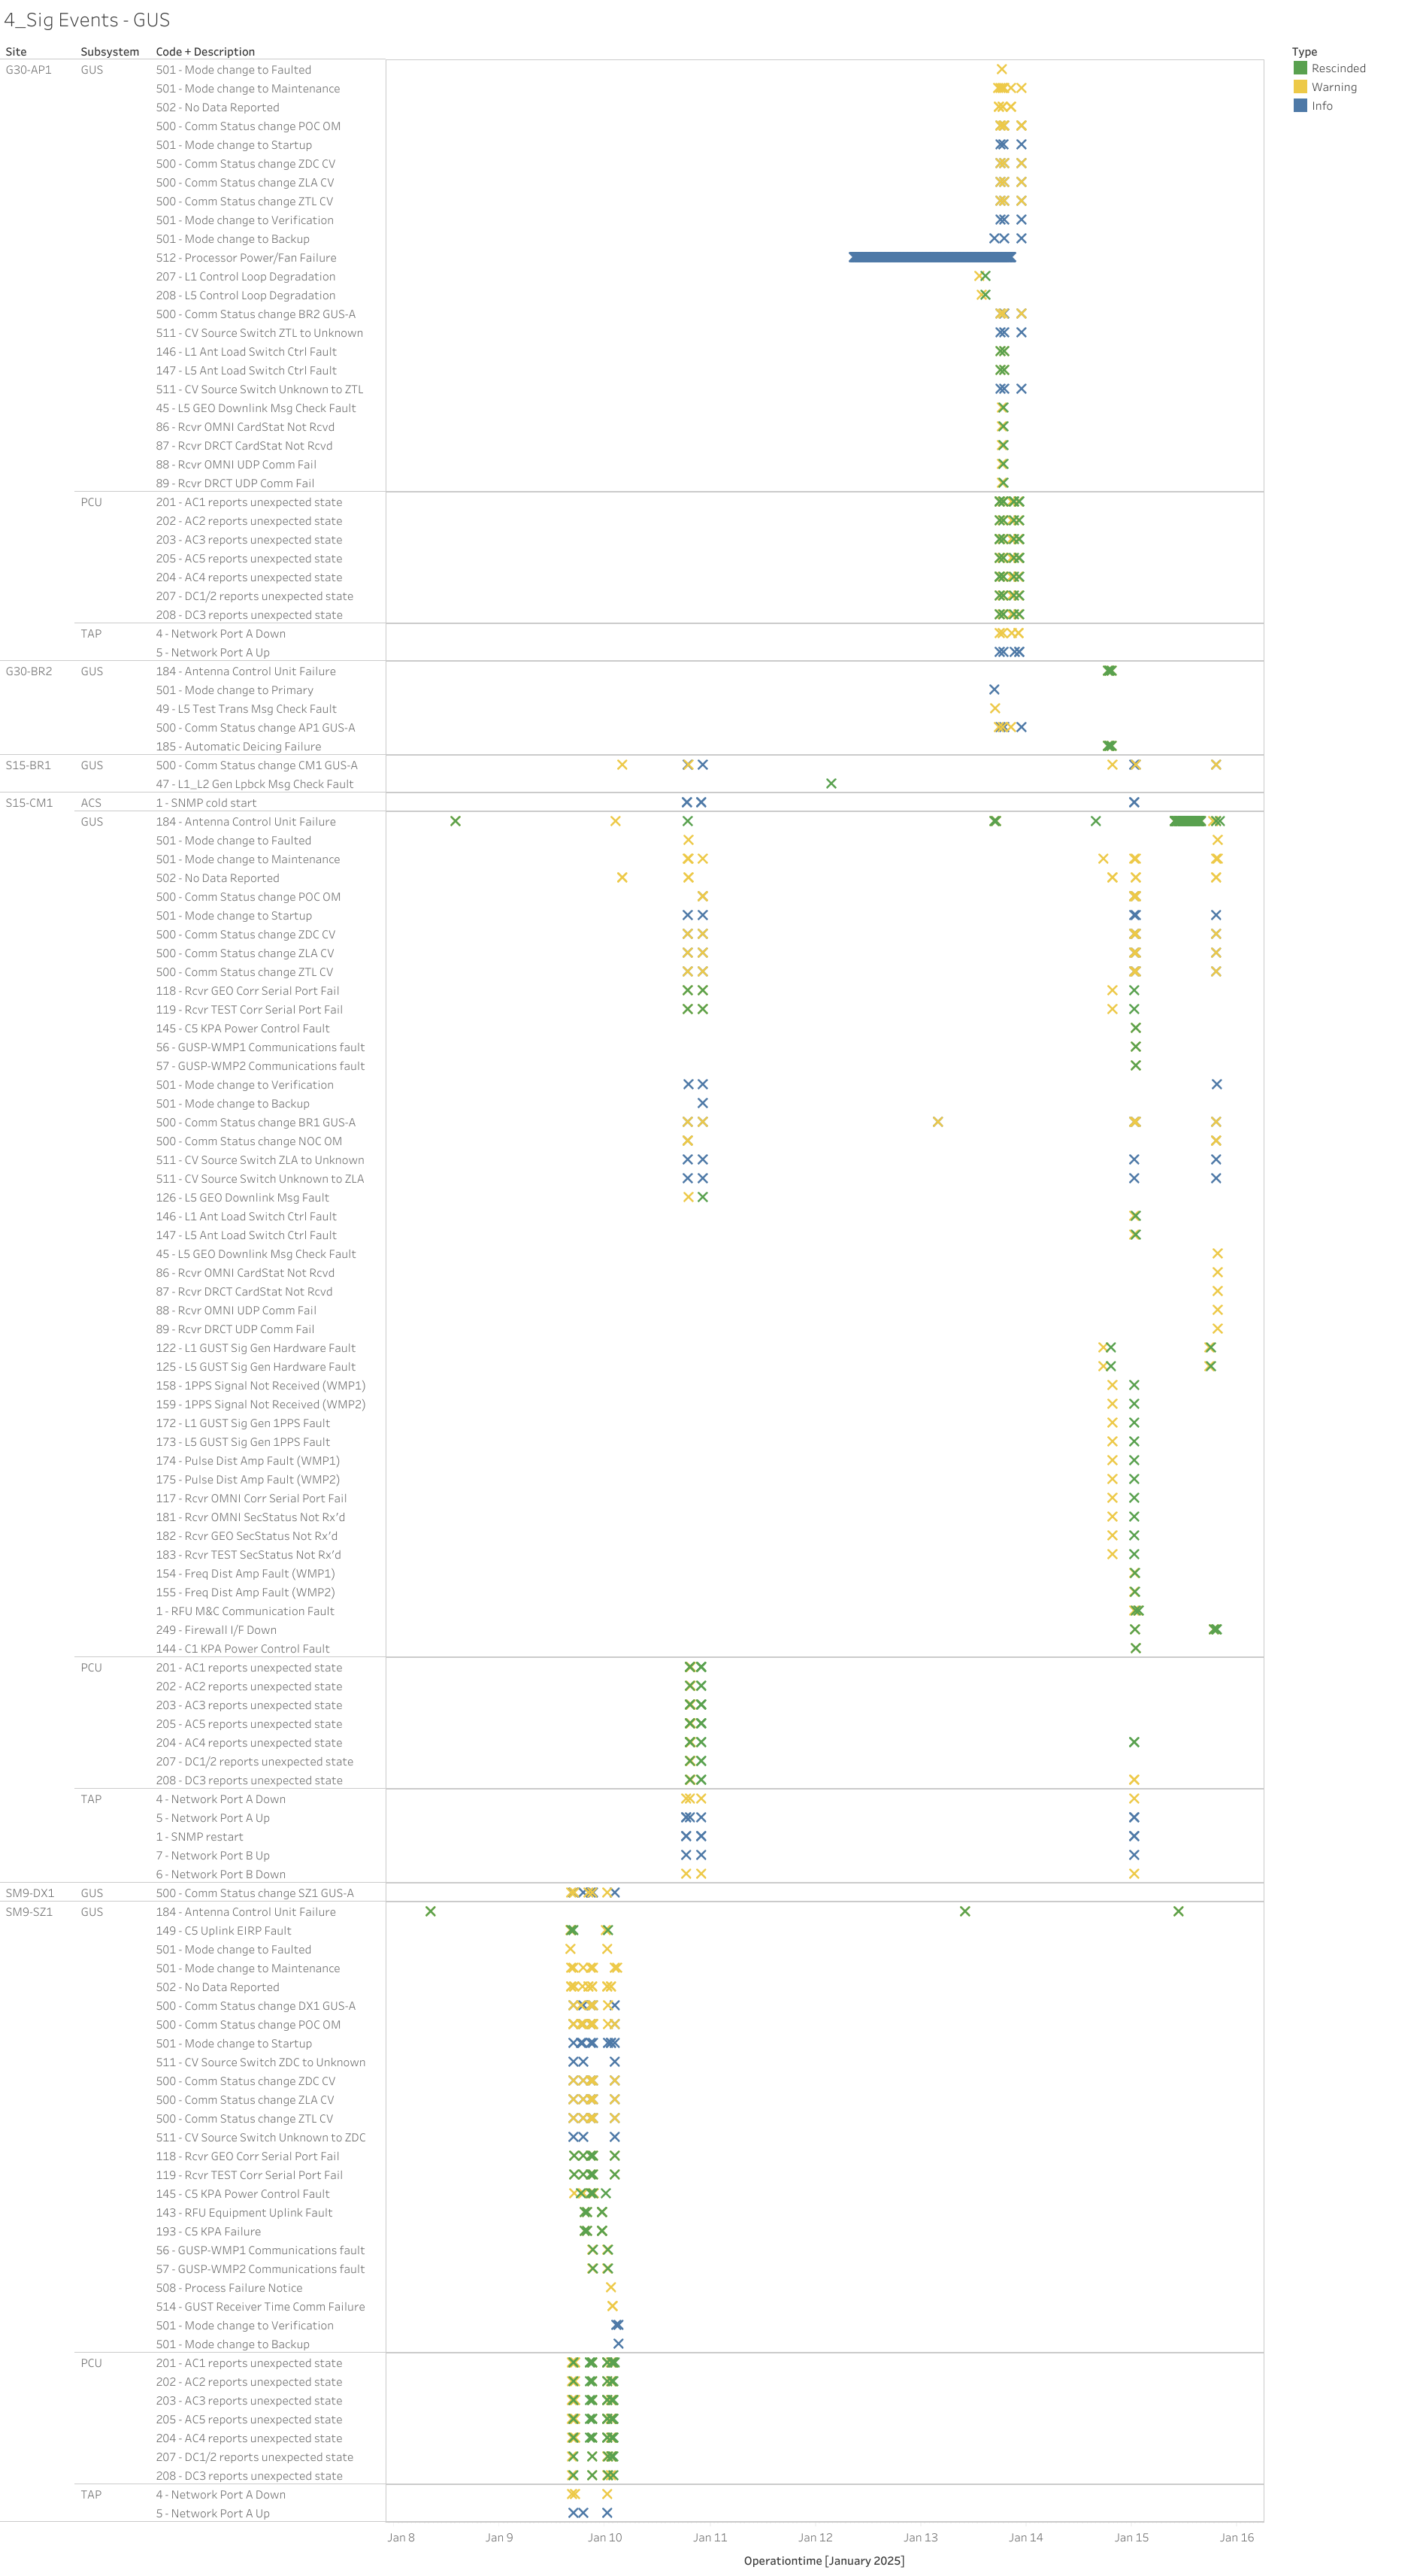 4_Sig Events - GUS
Site Subsystem Code + Description Type
G30-AP1 GUS 501 - Mode change to Faulted Rescinded
501 - Mode change to Maintenance Warning
502 - No Data Reported Info
500 - Comm Status change POC OM
501 - Mode change to Startup
500 - Comm Status change ZDC CV
500 - Comm Status change ZLA CV
500 - Comm Status change ZTL CV
501 - Mode change to Verification
501 - Mode change to Backup
512 - Processor Power/Fan Failure
207 - L1 Control Loop Degradation
208 - L5 Control Loop Degradation
500 - Comm Status change BR2 GUS-A
511 - CV Source Switch ZTL to Unknown
146 - L1 Ant Load Switch Ctrl Fault
147 - L5 Ant Load Switch Ctrl Fault
511 - CV Source Switch Unknown to ZTL
45 - L5 GEO Downlink Msg Check Fault
86 - Rcvr OMNI CardStat Not Rcvd
87 - Rcvr DRCT CardStat Not Rcvd
88 - Rcvr OMNI UDP Comm Fail
89 - Rcvr DRCT UDP Comm Fail
PCU 201 - AC1 reports unexpected state
202 - AC2 reports unexpected state
203 - AC3 reports unexpected state
205 - AC5 reports unexpected state
204 - AC4 reports unexpected state
207 - DC1/2 reports unexpected state
208 - DC3 reports unexpected state
TAP 4 - Network Port A Down
5 - Network Port A Up
G30-BR2 GUS 184 - Antenna Control Unit Failure
501 - Mode change to Primary
49 - L5 Test Trans Msg Check Fault
500 - Comm Status change AP1 GUS-A
185 - Automatic Deicing Failure
S15-BR1 GUS 500 - Comm Status change CM1 GUS-A
47 - L1_L2 Gen Lpbck Msg Check Fault
S15-CM1 ACS 1 - SNMP cold start
GUS 184 - Antenna Control Unit Failure
501 - Mode change to Faulted
501 - Mode change to Maintenance
502 - No Data Reported
500 - Comm Status change POC OM
501 - Mode change to Startup
500 - Comm Status change ZDC CV
500 - Comm Status change ZLA CV
500 - Comm Status change ZTL CV
118 - Rcvr GEO Corr Serial Port Fail
119 - Rcvr TEST Corr Serial Port Fail
145 - C5 KPA Power Control Fault
56 - GUSP-WMP1 Communications fault
57 - GUSP-WMP2 Communications fault
501 - Mode change to Verification
501 - Mode change to Backup
500 - Comm Status change BR1 GUS-A
500 - Comm Status change NOC OM
511 - CV Source Switch ZLA to Unknown
511 - CV Source Switch Unknown to ZLA
126 - L5 GEO Downlink Msg Fault
146 - L1 Ant Load Switch Ctrl Fault
147 - L5 Ant Load Switch Ctrl Fault
45 - L5 GEO Downlink Msg Check Fault
86 - Rcvr OMNI CardStat Not Rcvd
87 - Rcvr DRCT CardStat Not Rcvd
88 - Rcvr OMNI UDP Comm Fail
89 - Rcvr DRCT UDP Comm Fail
122 - L1 GUST Sig Gen Hardware Fault
125 - L5 GUST Sig Gen Hardware Fault
158 - 1PPS Signal Not Received (WMP1)
159 - 1PPS Signal Not Received (WMP2)
172 - L1 GUST Sig Gen 1PPS Fault
173 - L5 GUST Sig Gen 1PPS Fault
174 - Pulse Dist Amp Fault (WMP1)
175 - Pulse Dist Amp Fault (WMP2)
117 - Rcvr OMNI Corr Serial Port Fail
181 - Rcvr OMNI SecStatus Not Rx'd
182 - Rcvr GEO SecStatus Not Rx'd
183 - Rcvr TEST SecStatus Not Rx'd
154 - Freq Dist Amp Fault (WMP1)
155 - Freq Dist Amp Fault (WMP2)
1 - RFU M&C Communication Fault
249 - Firewall I/F Down
144 - C1 KPA Power Control Fault
PCU 201 - AC1 reports unexpected state
202 - AC2 reports unexpected state
203 - AC3 reports unexpected state
205 - AC5 reports unexpected state
204 - AC4 reports unexpected state
207 - DC1/2 reports unexpected state
208 - DC3 reports unexpected state
TAP 4 - Network Port A Down
5 - Network Port A Up
1 - SNMP restart
7 - Network Port B Up
6 - Network Port B Down
SM9-DX1 GUS 500 - Comm Status change SZ1 GUS-A
SM9-SZ1 GUS 184 - Antenna Control Unit Failure
149 - C5 Uplink EIRP Fault
501 - Mode change to Faulted
501 - Mode change to Maintenance
502 - No Data Reported
500 - Comm Status change DX1 GUS-A
500 - Comm Status change POC OM
501 - Mode change to Startup
511 - CV Source Switch ZDC to Unknown
500 - Comm Status change ZDC CV
500 - Comm Status change ZLA CV
500 - Comm Status change ZTL CV
511 - CV Source Switch Unknown to ZDC
118 - Rcvr GEO Corr Serial Port Fail
119 - Rcvr TEST Corr Serial Port Fail
145 - C5 KPA Power Control Fault
143 - RFU Equipment Uplink Fault
193 - C5 KPA Failure
56 - GUSP-WMP1 Communications fault
57 - GUSP-WMP2 Communications fault
508 - Process Failure Notice
514 - GUST Receiver Time Comm Failure
501 - Mode change to Verification
501 - Mode change to Backup
PCU 201 - AC1 reports unexpected state
202 - AC2 reports unexpected state
203 - AC3 reports unexpected state
205 - AC5 reports unexpected state
204 - AC4 reports unexpected state
207 - DC1/2 reports unexpected state
208 - DC3 reports unexpected state
TAP 4 - Network Port A Down
5 - Network Port A Up
Jan 8 Jan 9 Jan 10 Jan 11 Jan 12 Jan 13 Jan 14 Jan 15 Jan 16
Operationtime [January 2025]